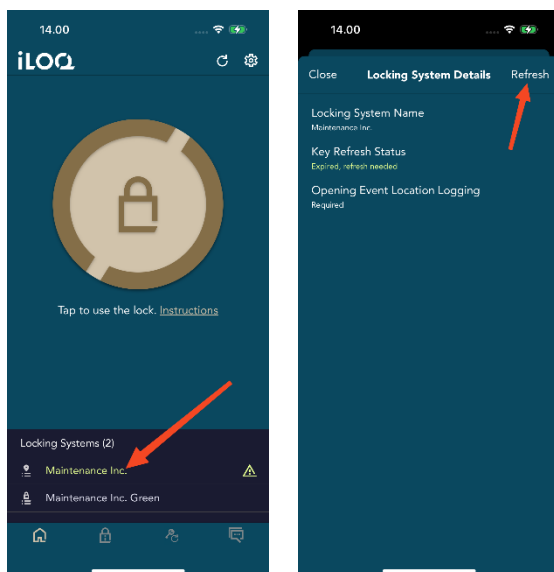 14.00
iLOQ
Tap to use the lock. Instructions
Locking Systems (2)
Maintenance Inc.
Maintenance Inc. Green
14.00
Close Locking System Details Refresh
Locking System Name
Maintenance Inc.
Key Refresh Status
Expired, refresh needed
Opening Event Location Logging
Required